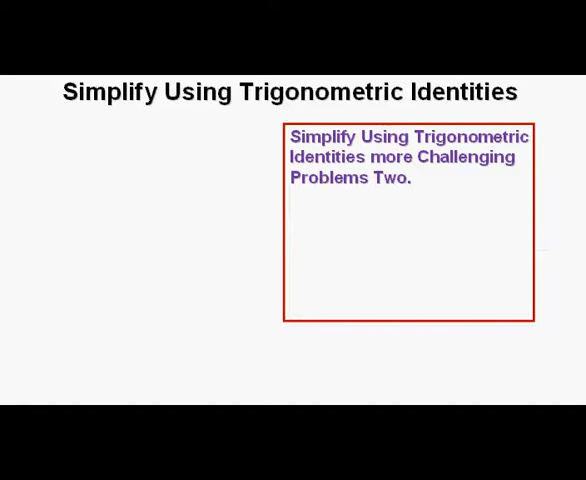 Simplify Using Trigonometric Identities
Simplify Using Trigonometric
Identities more Challenging
Problems Two.